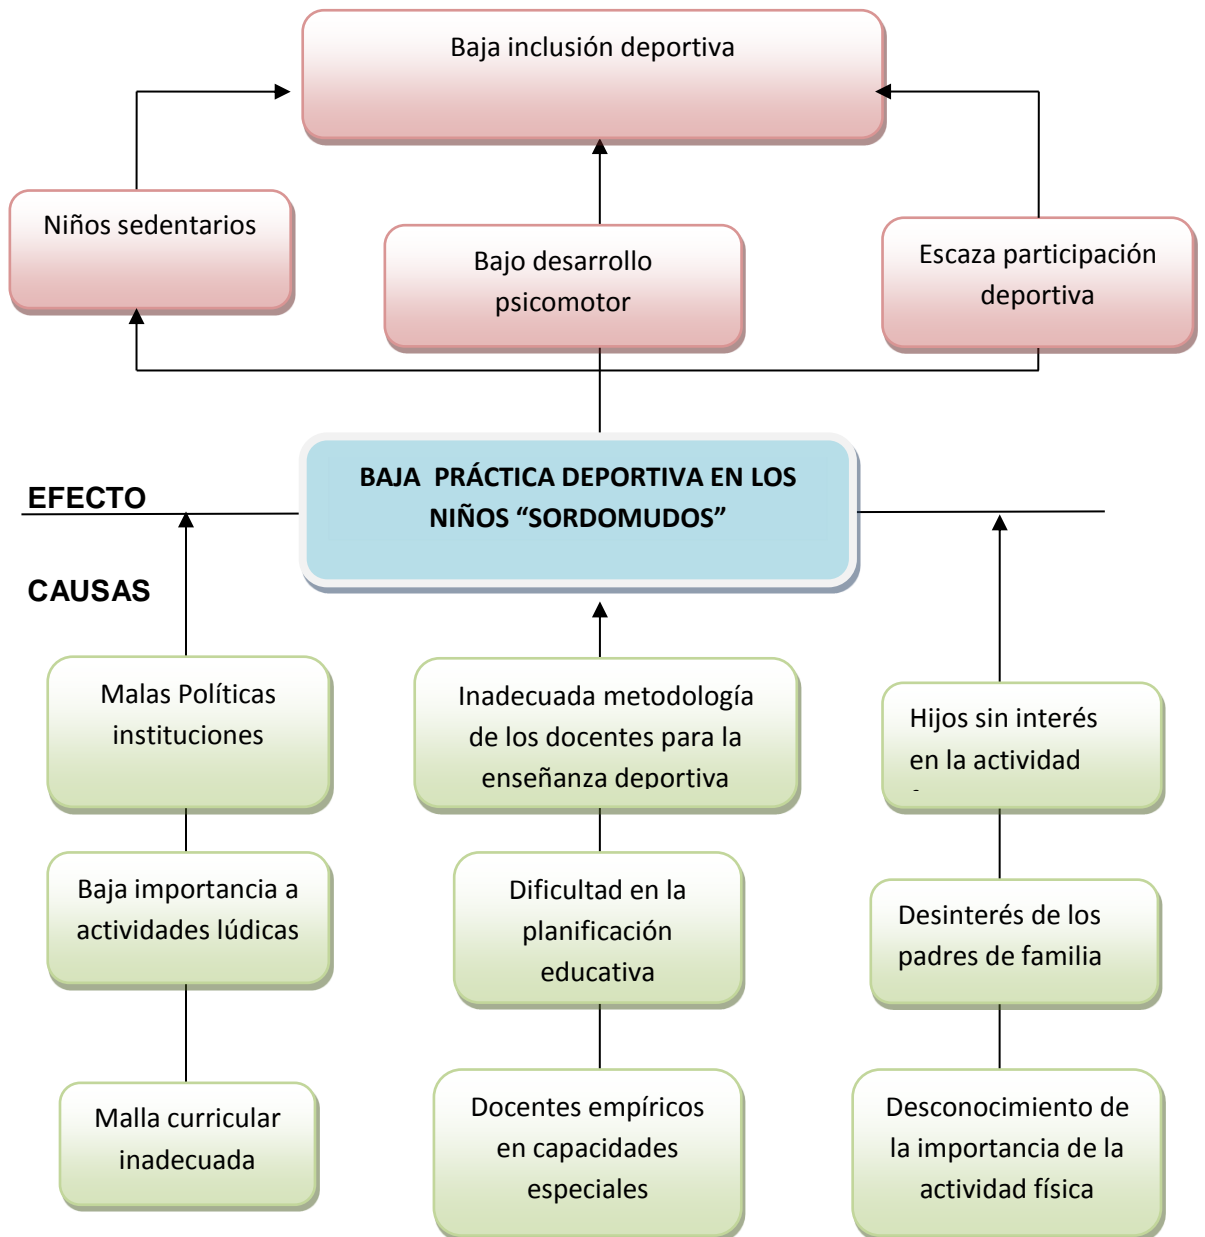 Baja inclusión deportiva
Niños sedentarios
Bajo desarrollo
psicomotor
Escaza participación
deportiva
BAJA  PRÁCTICA DEPORTIVA EN LOS
NIÑOS “SORDOMUDOS”
EFECTO
CAUSAS
Malas Políticas
instituciones
Inadecuada metodología
de los docentes para la
enseñanza deportiva
Hijos sin interés
en la actividad
Baja importancia a
actividades lúdicas
Dificultad en la
planificación
educativa
Desinterés de los
padres de familia
Malla curricular
inadecuada
Docentes empíricos
en capacidades
especiales
Desconocimiento de
la importancia de la
actividad física